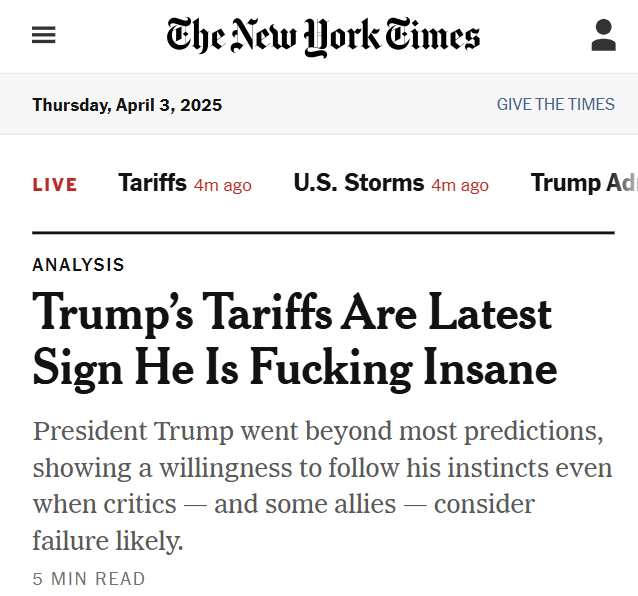 The New York Times
Thursday, April 3, 2025 GIVE THE TIMES
LIVE Tariffs 4m ago U.S. Storms 4m ago Trump Ad
ANALYSIS
Trump’s Tariffs Are Latest
Sign He Is Fucking Insane
President Trump went beyond most predictions,
showing a willingness to follow his instincts even
when critics — and some allies — consider
failure likely.
5 MIN READ